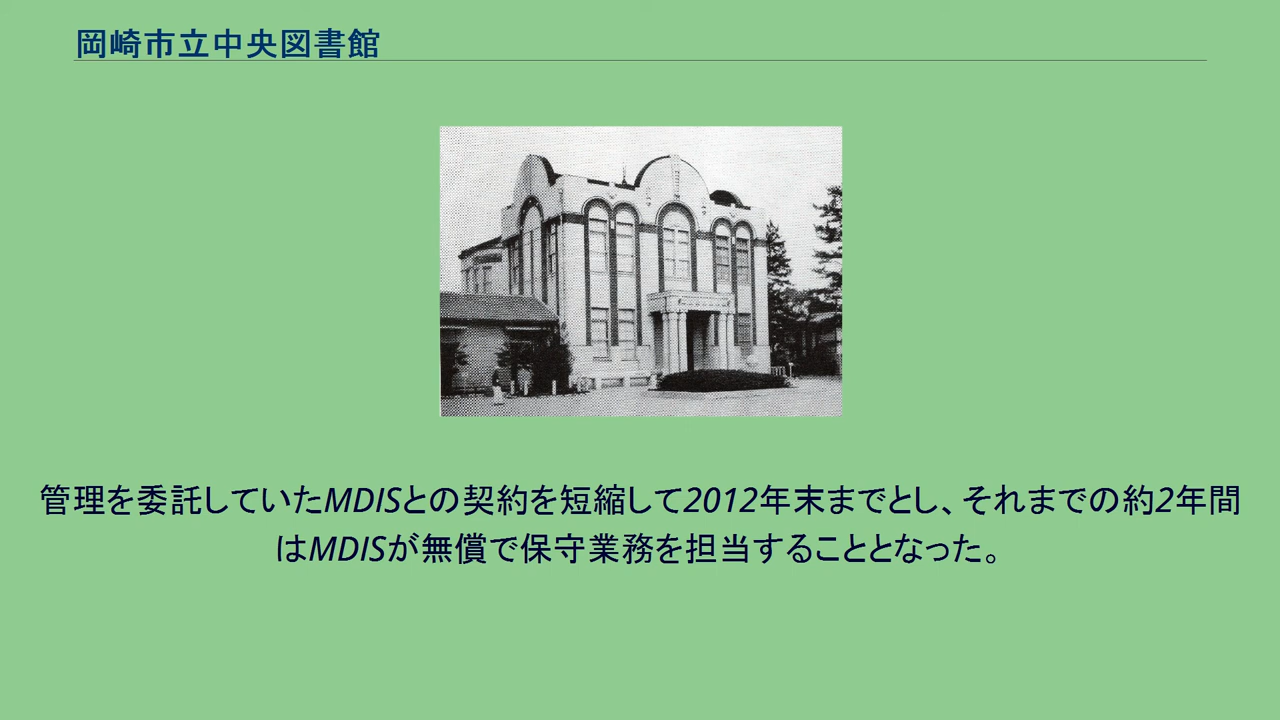 岡崎市立中央図書館
管理を委託していたMDISとの契約を短縮して2012年末までとし、それまでの約2年間
はMDISが無償で保守業務を担当することとなった。